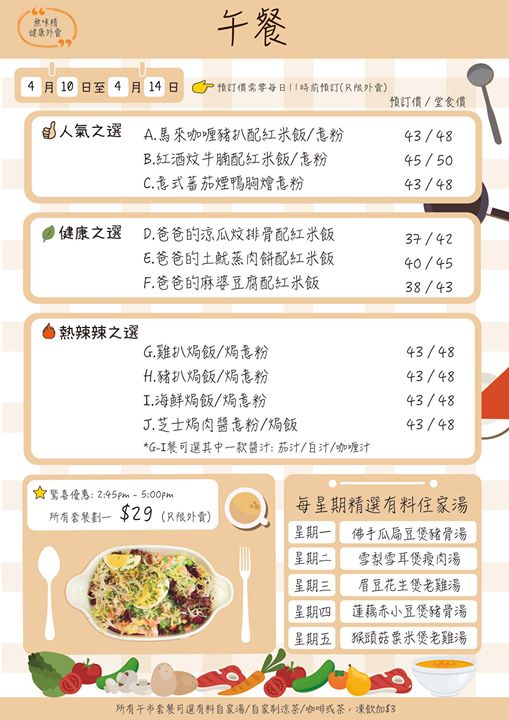 無味精
健康外賣
午餐
4 月 10 日至 4 月 14 日
預訂價需零每日11時前預訂(只限外賣)
預訂價 / 堂食價
人氣之選
A.馬來咖喱豬扒配紅米飯/意粉 43 / 48
B.紅酒炆牛腩配紅米飯/意粉 45 / 50
C.意式蕃茄煙鴨胸燴意粉 43 / 48
健康之選
D.爸爸的涼瓜炆排骨配紅米飯 37 / 42
E.爸爸的土魷蒸肉餅配紅米飯 40 / 45
F.爸爸的麻婆豆腐配紅米飯 38 / 43
熱辣辣之選
G.雞扒焗飯/焗意粉 43 / 48
H.豬扒焗飯/焗意粉 43 / 48
I.海鮮焗飯/焗意粉 43 / 48
J.芝士焗肉醬意粉/焗飯 43 / 48
*G-I餐可選其中一款醬汁: 茄汁/白汁/咖喱汁
驚喜優惠: 2:45pm - 5:00pm
所有套餐劃一 $29 (只限外賣)
每星期精選有料住家湯
星期一 佛手瓜扁豆煲豬骨湯
星期二 雪梨雪耳煲瘦肉湯
星期三 眉豆花生煲老雞湯
星期四 蓮藕赤小豆煲豬骨湯
星期五 猴頭菇粟米煲老雞湯
所有午市套餐可選有料自家湯/自家制涼茶/咖啡或茶，凍飲加$3